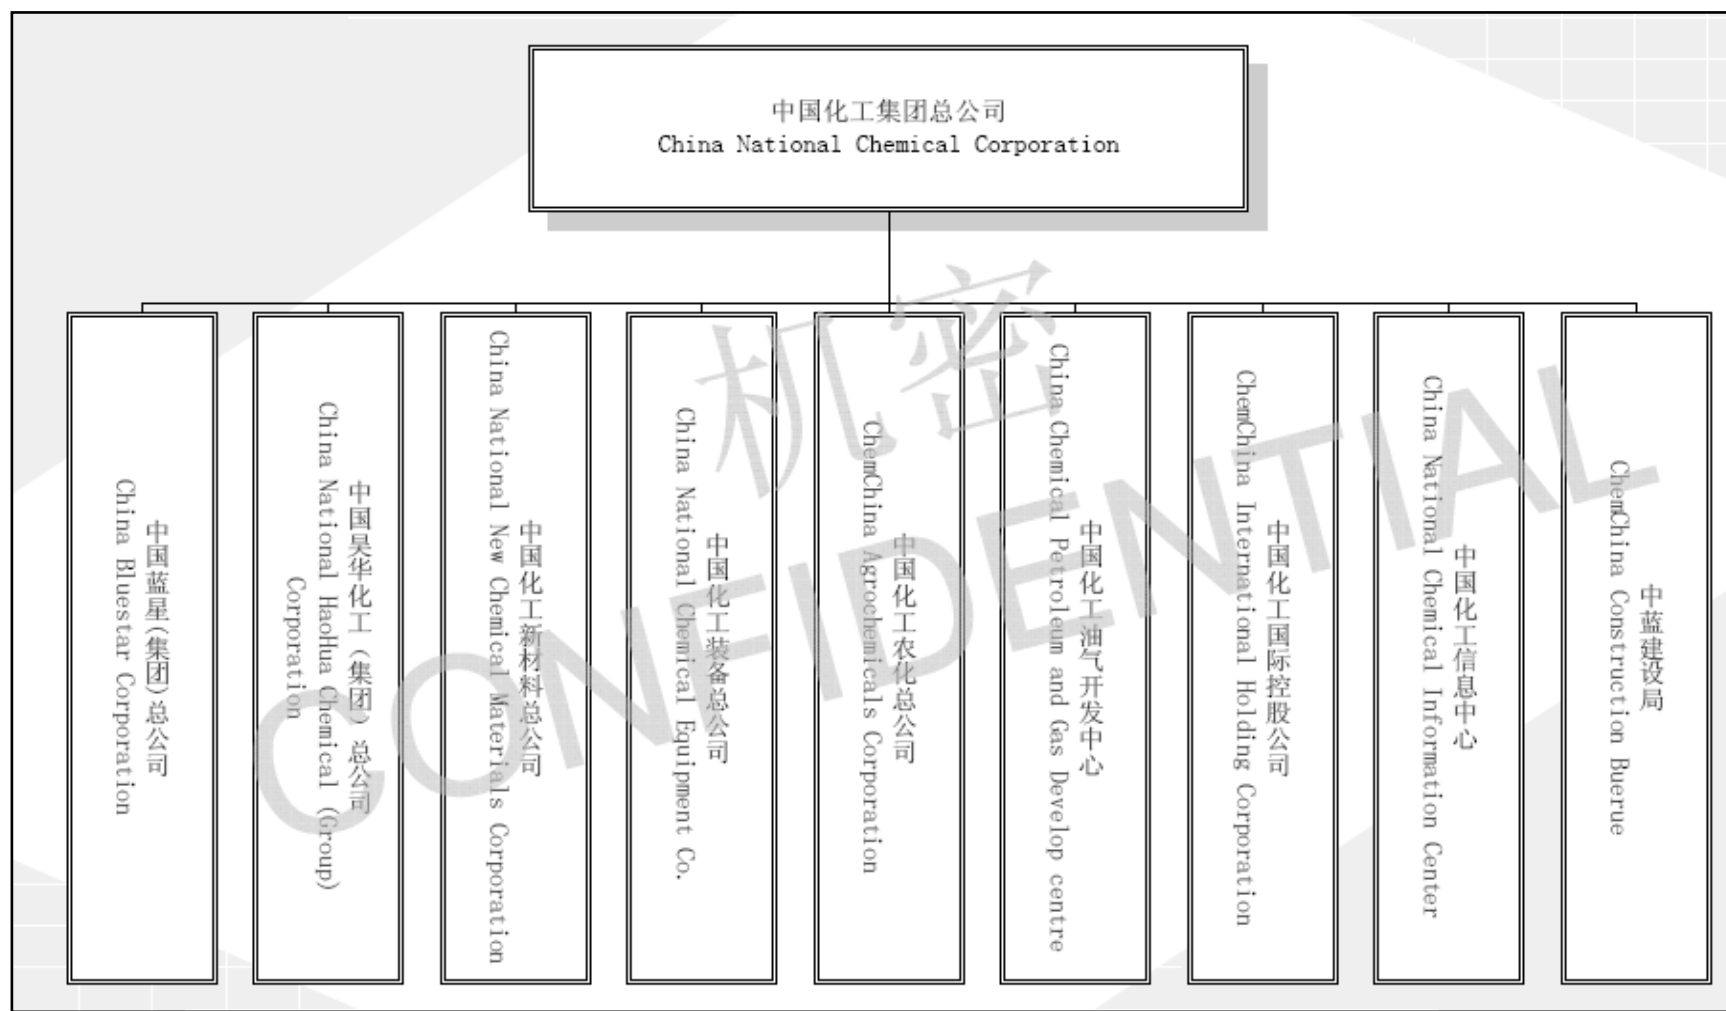 中国化工集团总公司
China National Chemical Corporation
中国蓝星(集团)总公司
China Bluestar Corporation
中国昊华化工（集团）总公司
China National HaoHua Chemical (Group)
Corporation
中国化工新材料总公司
China National New Chemical Materials Corporation
中国化工装备总公司
China National Chemical Equipment Co.
中国化工农化总公司
ChemChina Agrochemicals Corporation
中国化工油气开发中心
China Chemical Petroleum and Gas Develop centre
中国化工国际控股公司
ChemChina International Holding Corporation
中国化工信息中心
China National Chemical Information Center
中蓝建设局
ChemChina Construction Buerue
机密
CONFIDENTIAL